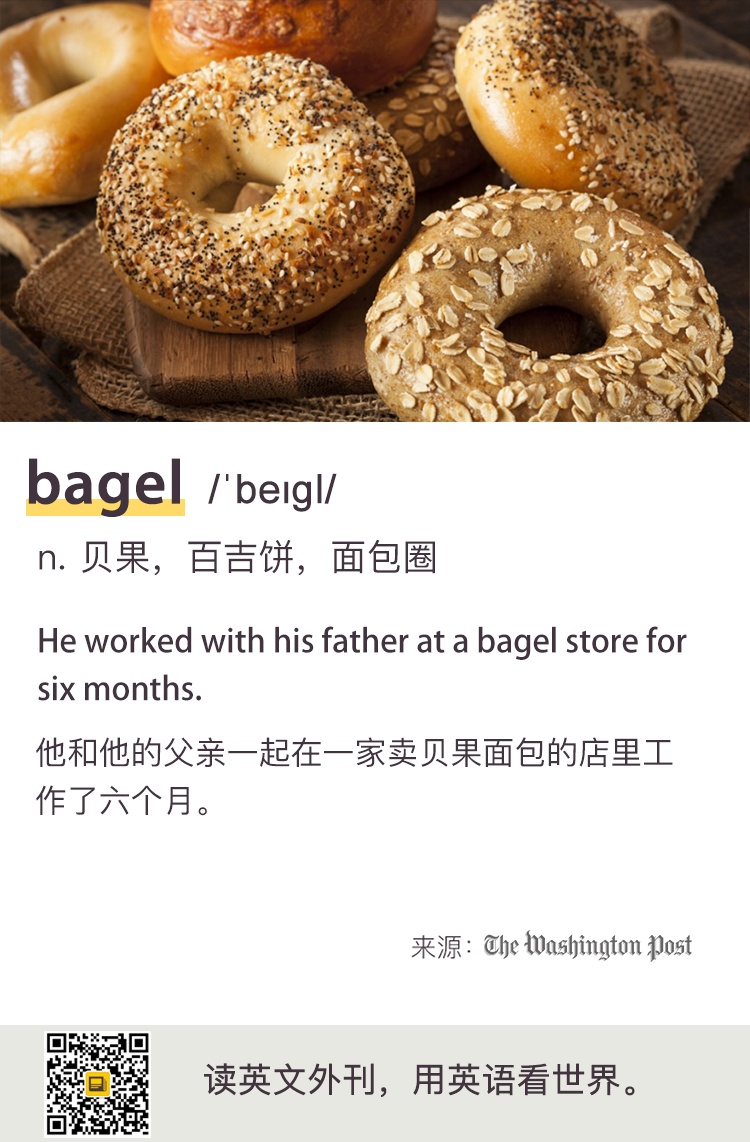 bagel /ˈbeɪgl/
n. 贝果，百吉饼，面包圈
He worked with his father at a bagel store for
six months.
他和他的父亲一起在一家卖贝果面包的店里工
作了六个月。
来源：The Washington Post
读英文外刊，用英语看世界。